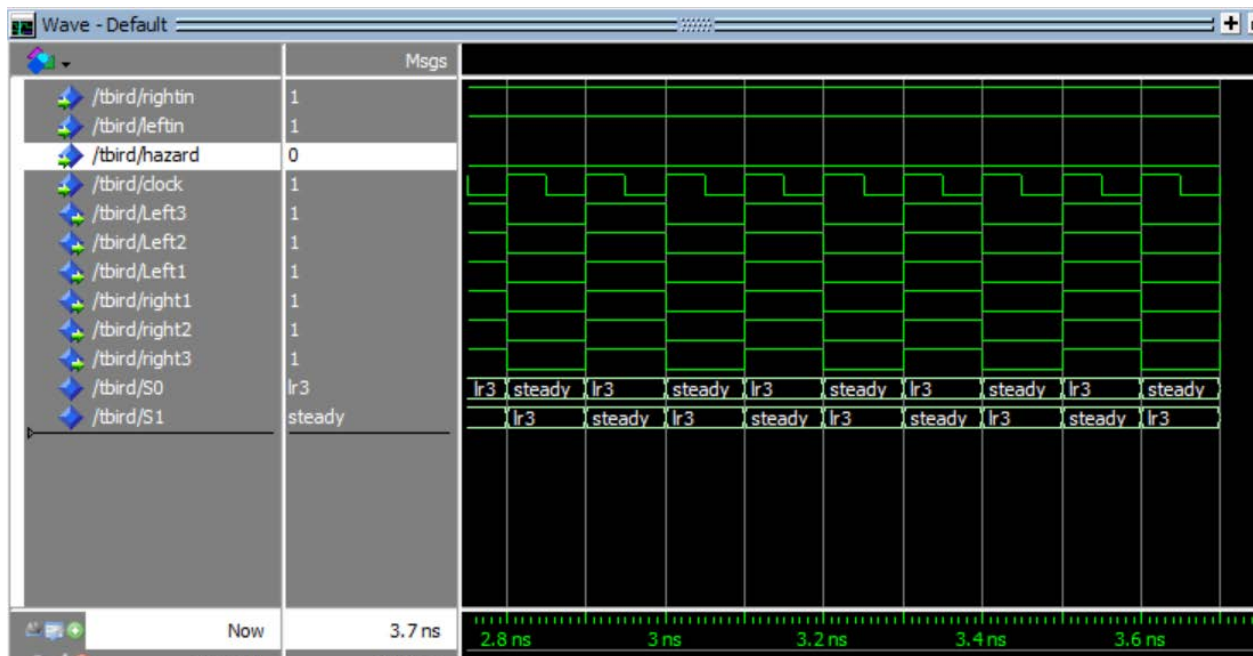 Wave - Default
Msgs
/tbird/rightin 1
/tbird/leftin 1
/tbird/hazard 0
/tbird/clock 1
/tbird/Left3 1
/tbird/Left2 1
/tbird/Left1 1
/tbird/right1 1
/tbird/right2 1
/tbird/right3 1
/tbird/S0 lr3 lr3 steady lr3 steady lr3 steady lr3 steady lr3 steady
/tbird/S1 steady lr3 steady lr3 steady lr3 steady lr3 steady lr3
Now 3.7 ns 2.8 ns 3 ns 3.2 ns 3.4 ns 3.6 ns